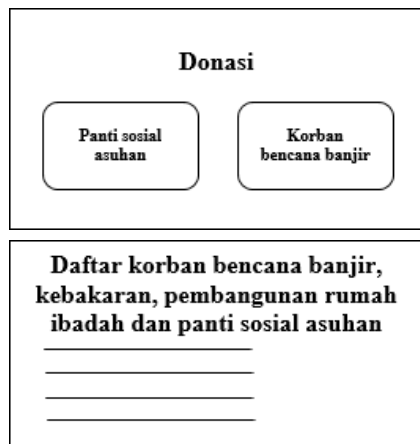 Donasi
Panti sosial
asuhan
Korban
bencana banjir
Daftar korban bencana banjir,
kebakaran, pembangunan rumah
ibadah dan panti sosial asuhan